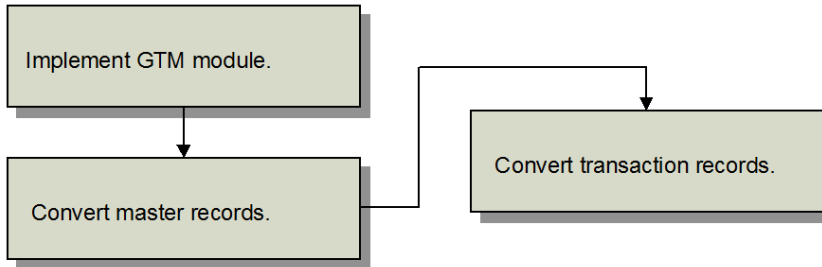 Implement GTM module.
Convert master records.
Convert transaction records.